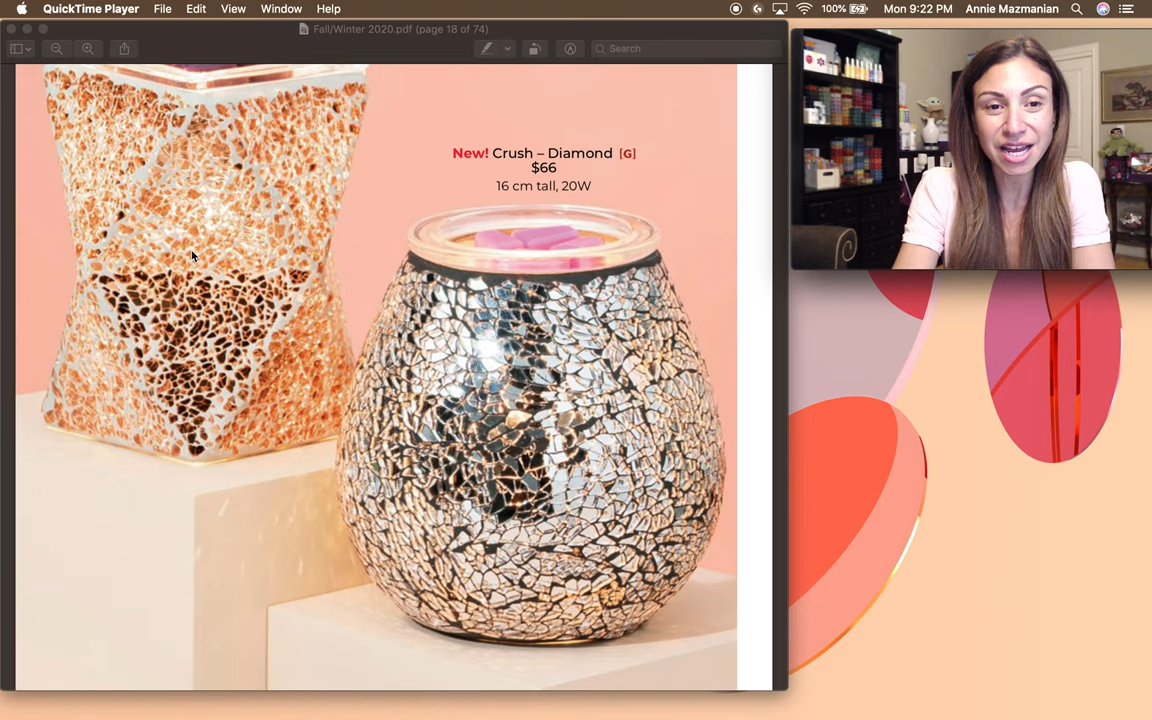 QuickTime Player File Edit View Window Help 100% Mon 9:22 PM Annie Mazmanian
Fall/Winter 2020.pdf (page 18 of 74)
Search
New! Crush – Diamond [G]
$66
16 cm tall, 20W